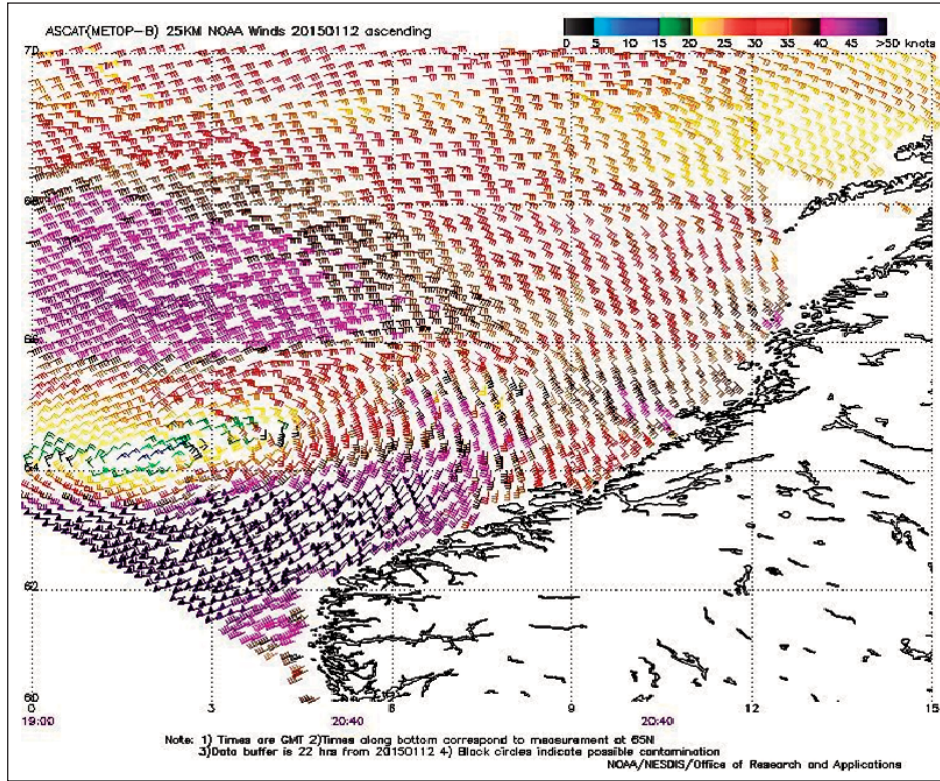 ASCAT(METOP-B) 25KM NOAA Winds 20150112 ascending
0 5 10 15 20 25 30 35 40 45 >50 knots
70
68
66
64
62
60
0 3 6 9 12 15
19:00 20:40 20:40
Note: 1) Times are GMT 2)Times along bottom correspond to measurement at 65N
3)Data buffer is 22 hrs from 20150112 4) Black circles indicate possible contamination
NOAA/NESDIS/Office of Research and Applications